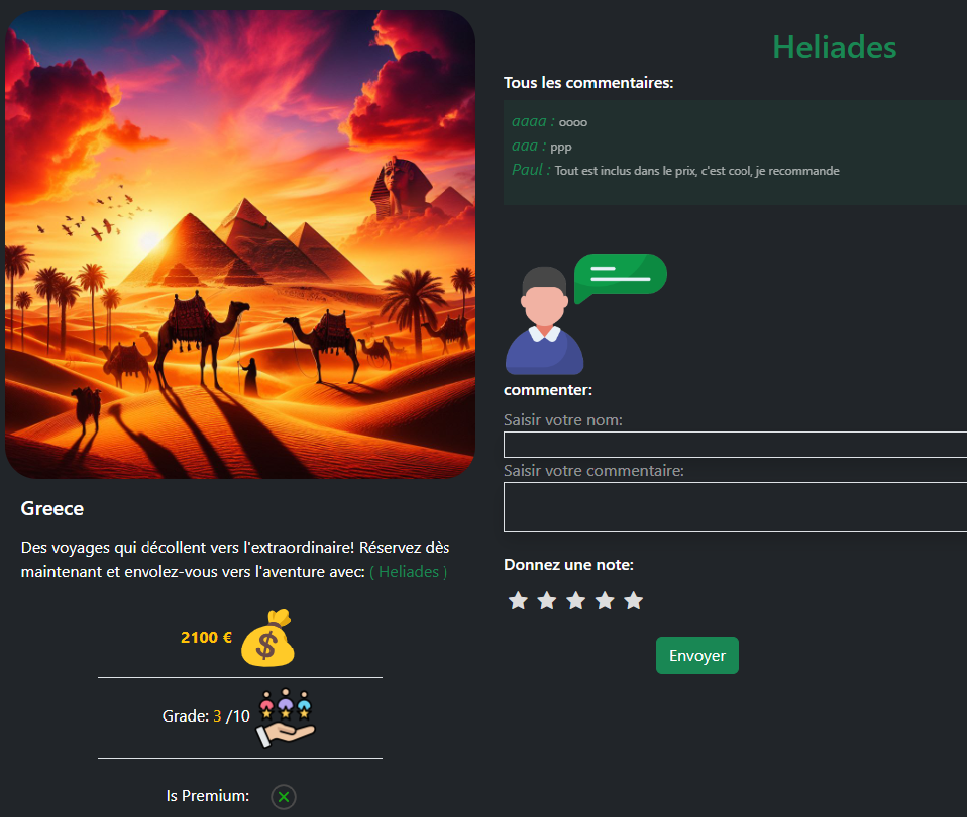 Heliades
Tous les commentaires:
aaaa : oooo
aaa : ppp
Paul : Tout est inclus dans le prix, c'est cool, je recommande
commenter:
Saisir votre nom:
Saisir votre commentaire:
Donnez une note:
Envoyer
Greece
Des voyages qui décollent vers l'extraordinaire! Réservez dès
maintenant et envolez-vous vers l'aventure avec: ( Heliades )
2100 €
$
Grade: 3 /10
Is Premium: